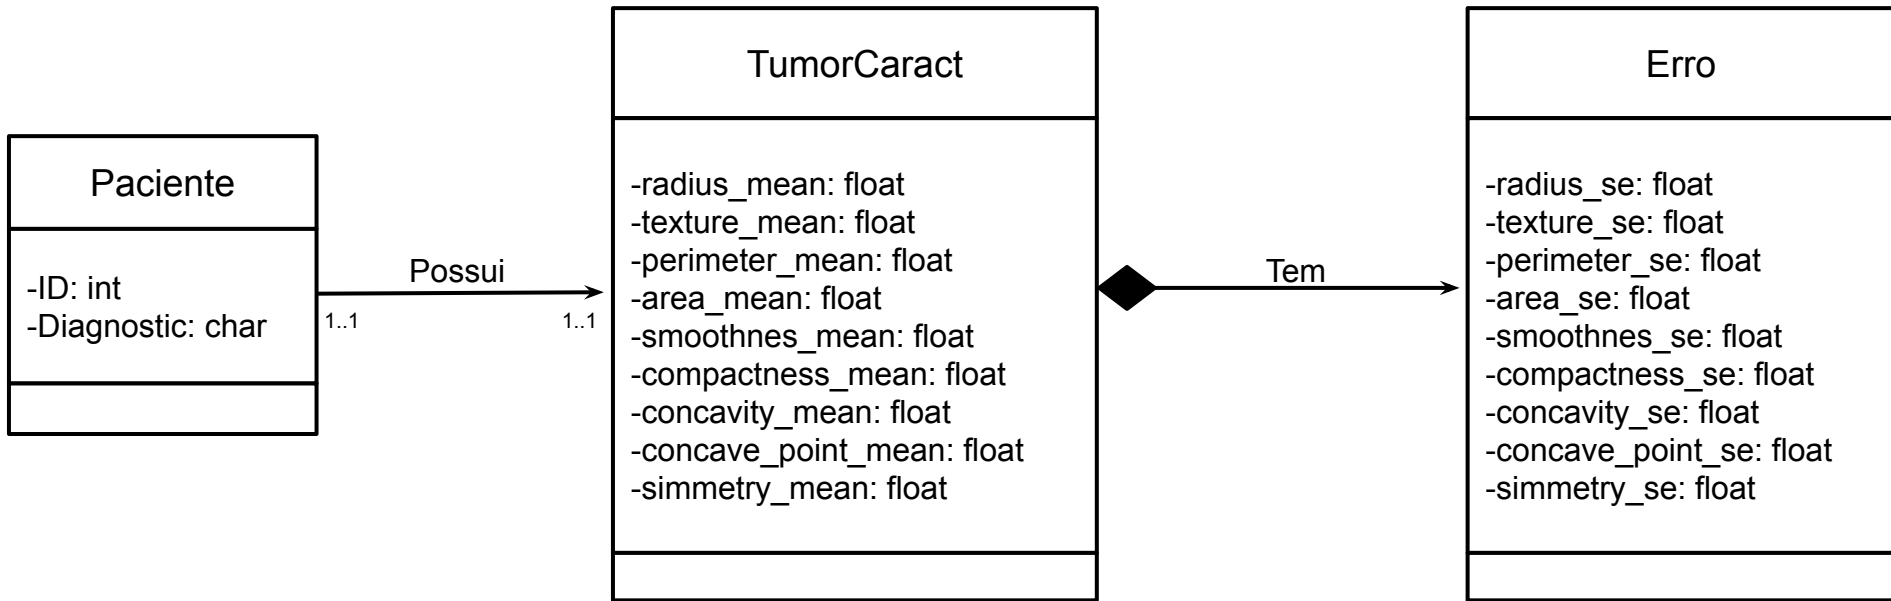 Paciente
-ID: int
-Diagnostic: char
Possui
1..1
1..1
TumorCaract
-radius_mean: float
-texture_mean: float
-perimeter_mean: float
-area_mean: float
-smoothnes_mean: float
-compactness_mean: float
-concavity_mean: float
-concave_point_mean: float
-simmetry_mean: float
Tem
Erro
-radius_se: float
-texture_se: float
-perimeter_se: float
-area_se: float
-smoothnes_se: float
-compactness_se: float
-concavity_se: float
-concave_point_se: float
-simmetry_se: float